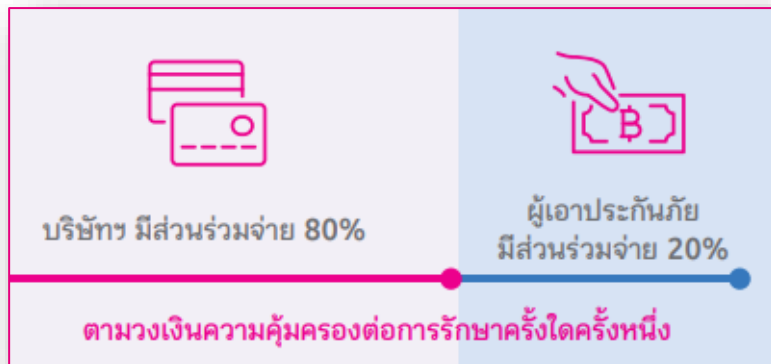 บริษัทฯ มีส่วนร่วมจ่าย 80%
ผู้เอาประกันภัย
มีส่วนร่วมจ่าย 20%
ตามวงเงินความคุ้มครองต่อการรักษาครั้งใดครั้งหนึ่ง